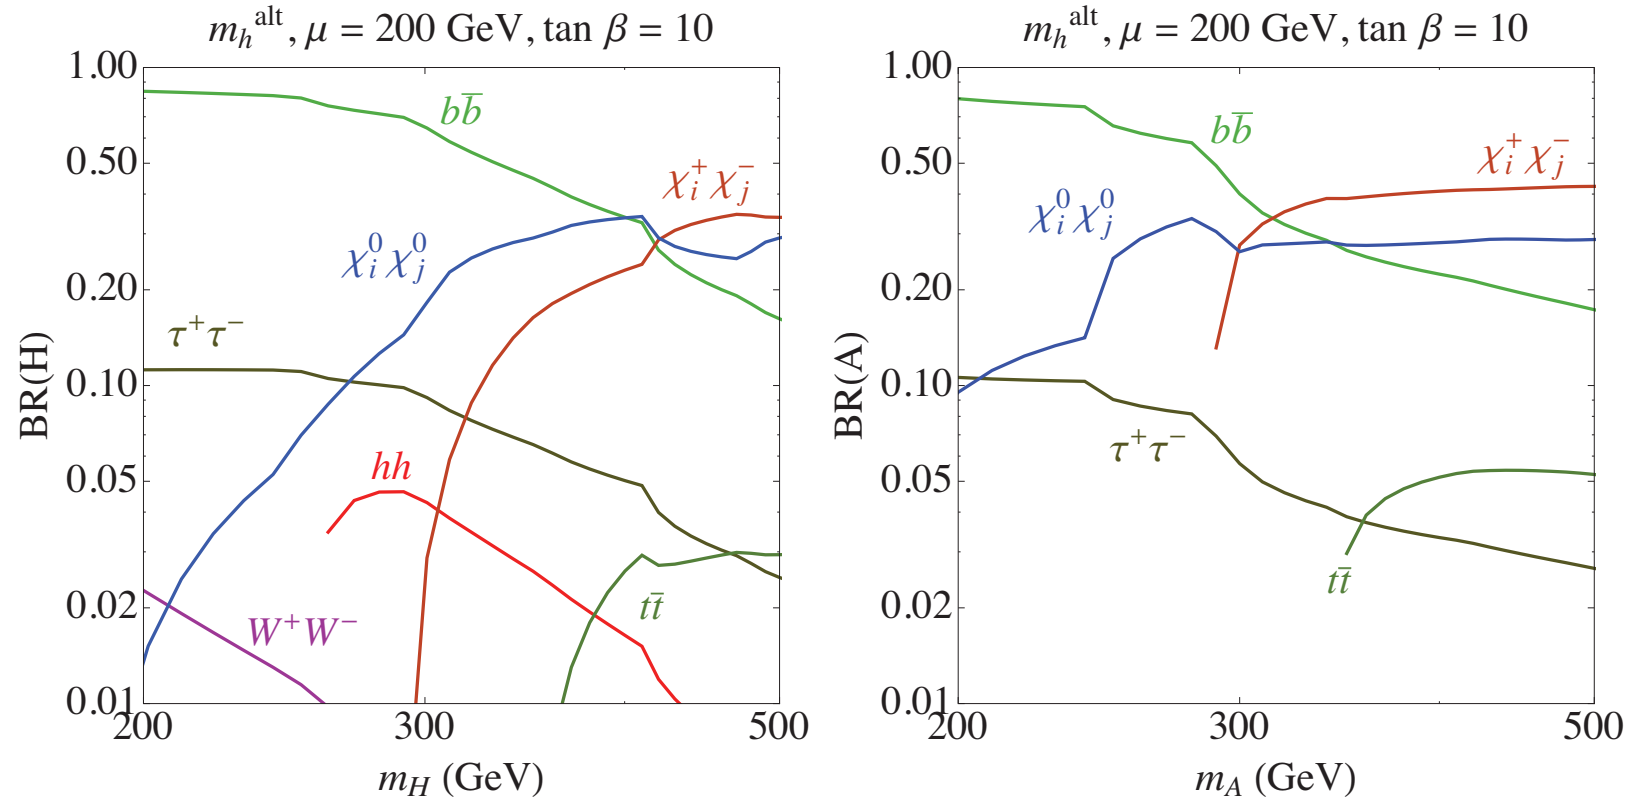 m_h^alt, μ = 200 GeV, tan β = 10
BR(H)
1.00
0.50
0.20
0.10
0.05
0.02
0.01
bb̄
χ_i^+ χ_j^−
χ_i^0 χ_j^0
τ^+ τ^−
hh
W^+ W^−
tt̄
200
300
500
m_H (GeV)
m_h^alt, μ = 200 GeV, tan β = 10
BR(A)
1.00
0.50
0.20
0.10
0.05
0.02
0.01
bb̄
χ_i^+ χ_j^−
χ_i^0 χ_j^0
τ^+ τ^−
tt̄
200
300
500
m_A (GeV)